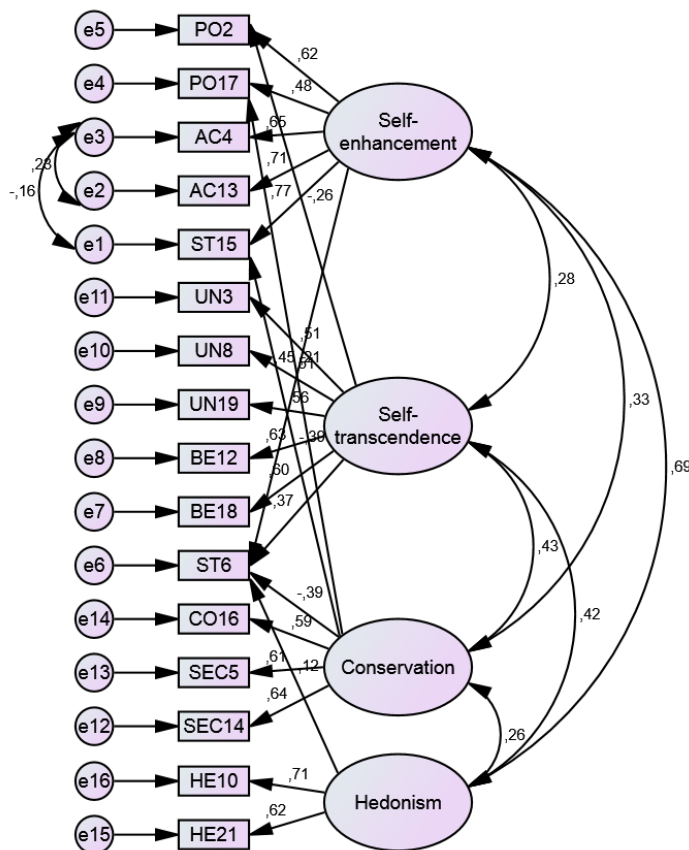 e5 PO2
,62
e4 PO17
,48
Self-
enhancement
e3 AC4
,65
,23
-,16
e2 AC13
,71
,77
-,26
e1 ST15
,28
e11 UN3
,51
e10 UN8
,45
e9 UN19
,56
Self-
transcendence
,33
e8 BE12
,63
-,39
,69
e7 BE18
,60
,37
e6 ST6
,43
-,39
e14 CO16
,59
,42
e13 SEC5
,61
,12
Conservation
e12 SEC14
,64
,26
e16 HE10
,71
Hedonism
e15 HE21
,62